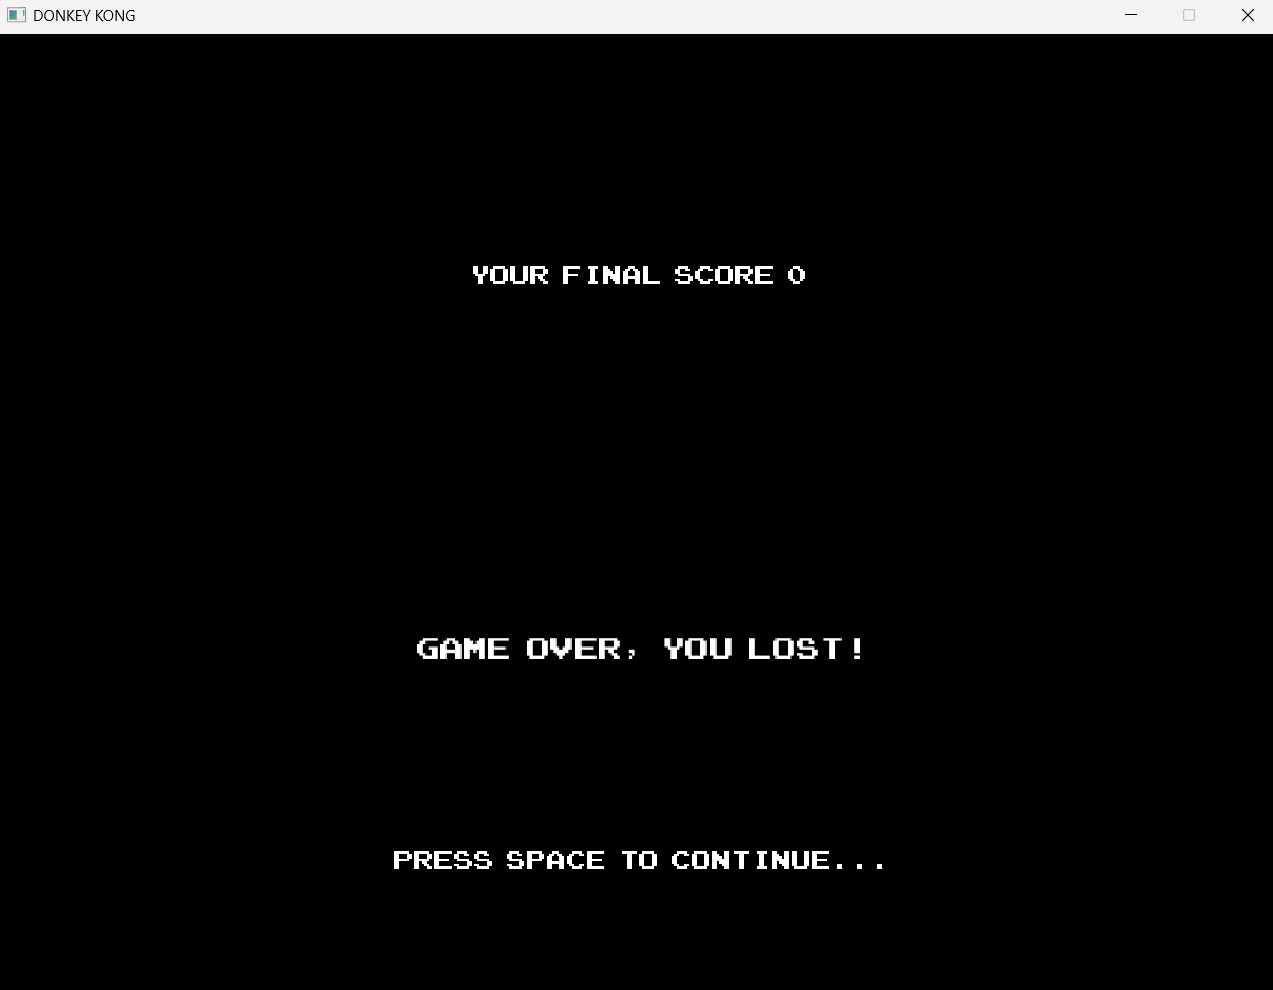 DONKEY KONG
YOUR FINAL SCORE 0
GAME OVER, YOU LOST!
PRESS SPACE TO CONTINUE...